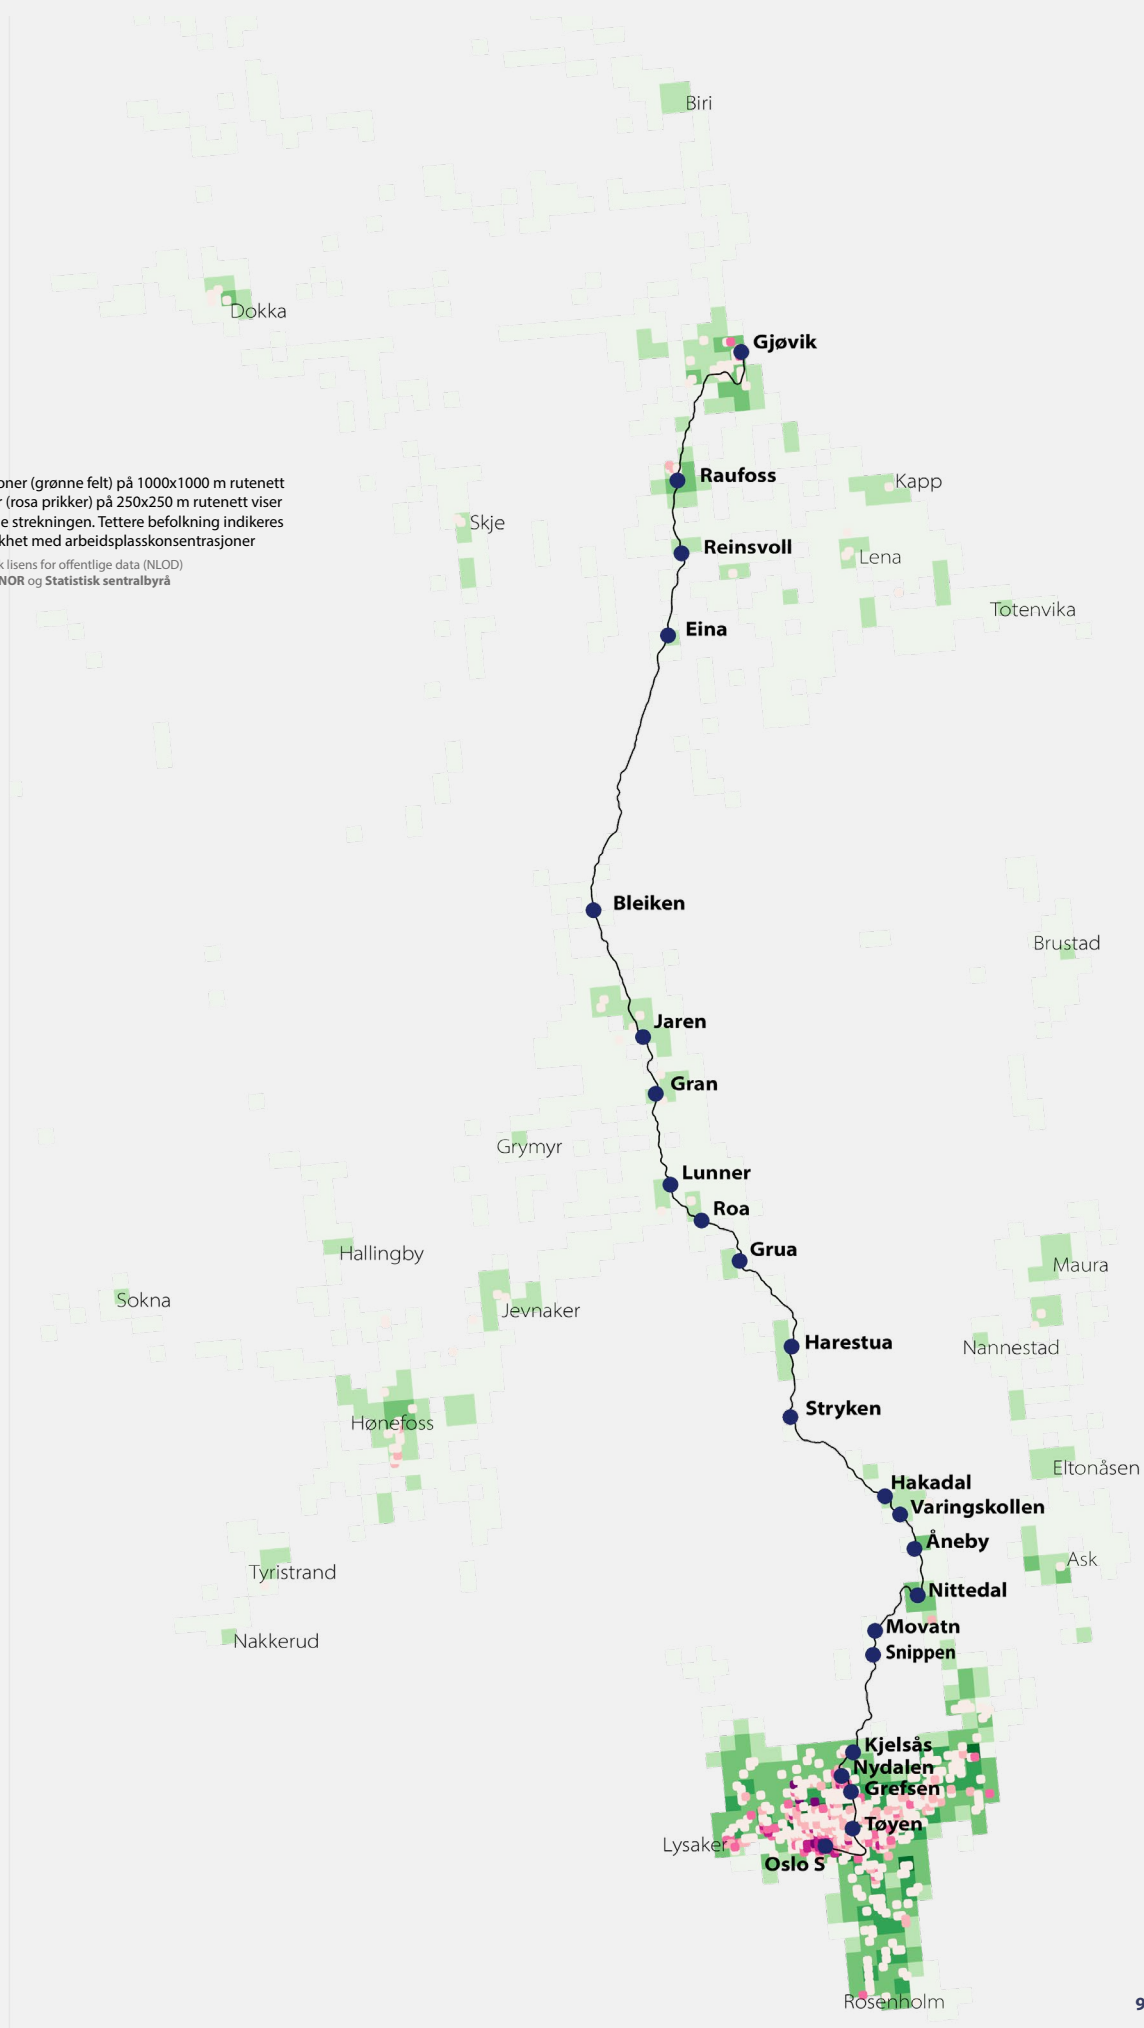 Biri
Dokka
Gjøvik
Raufoss
Kapp
oner (grønne felt) på 1000x1000 m rutenett
r (rosa prikker) på 250x250 m rutenett viser
e strekningen. Tettere befolkning indikeres
khet med arbeidsplasskonsentrasjoner
k lisens for offentlige data (NLOD)
NOR og Statistisk sentralbyrå
Skje
Reinsvoll
Lena
Totenvika
Eina
Bleiken
Brustad
Jaren
Gran
Grymyr
Lunner
Roa
Grua
Hallingby
Maura
Sokna
Jevnaker
Harestua
Nannestad
Stryken
Hønefoss
Eltonåsen
Hakadal
Varingskollen
Åneby
Ask
Tyristrand
Nittedal
Movatn
Nakkerud
Snippen
Kjelsås
Nydalen
Grefsen
Tøyen
Lysaker
Oslo S
Rosenholm
9